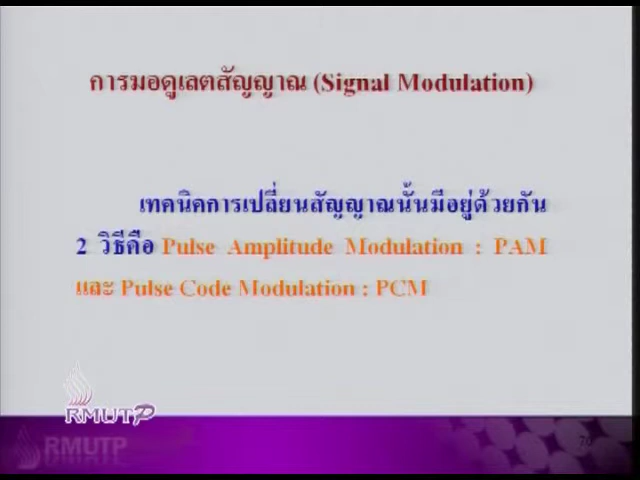 การมอดูเลตสัญญาณ (Signal Modulation)
เทคนิคการเปลี่ยนสัญญาณนั้นมีอยู่ด้วยกัน
2 วิธีคือ Pulse Amplitude Modulation : PAM
และ Pulse Code Modulation : PCM
RMUTP
RMUTP